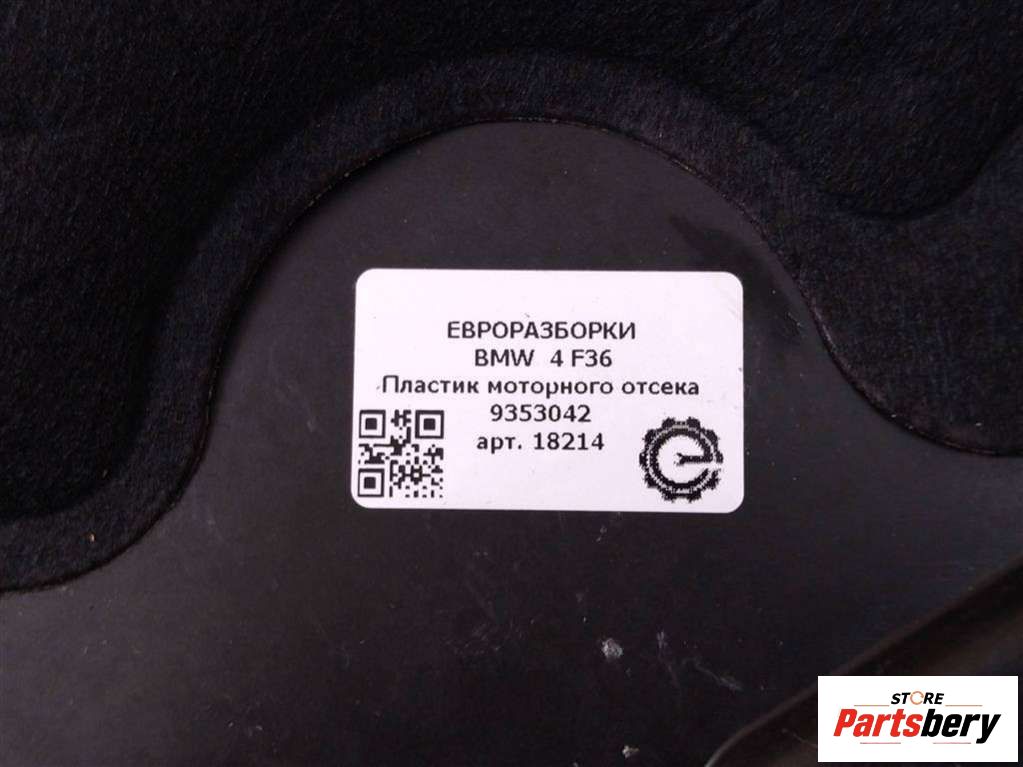 ЕВРОРАЗБОРКИ
BMW 4 F36
Пластик моторного отсека
9353042
арт. 18214
STORE
Partsbery